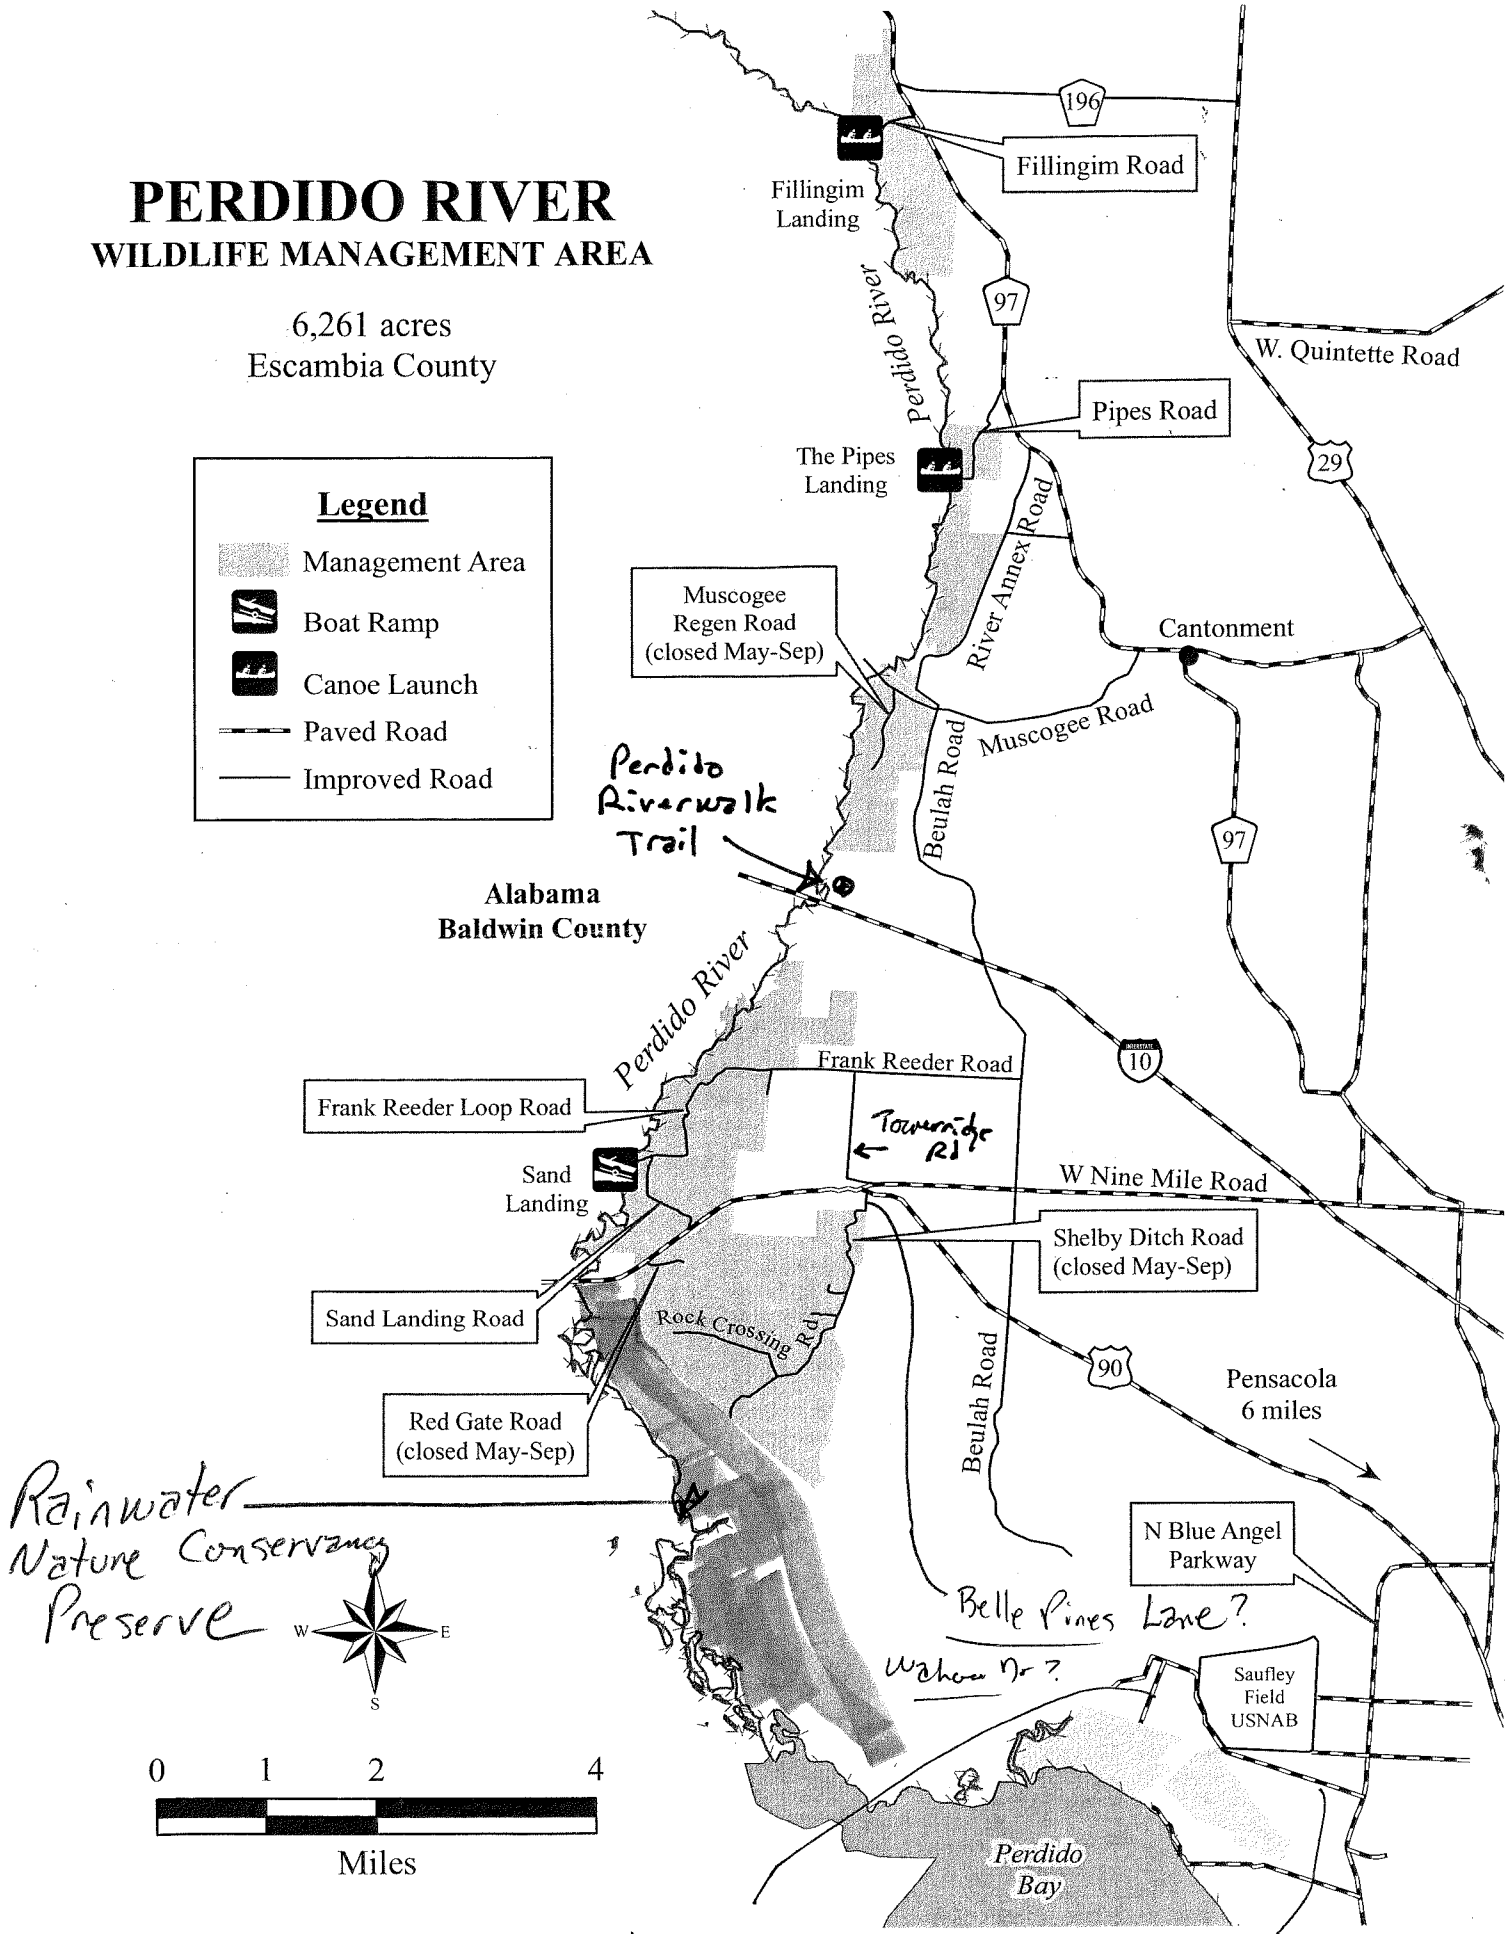 196
Fillingim Road
Fillingim
Landing
PERDIDO RIVER
WILDLIFE MANAGEMENT AREA
6,261 acres
Escambia County
Perdido River
97
W. Quintette Road
Pipes Road
The Pipes
Landing
29
Legend
Management Area
Boat Ramp
Canoe Launch
Paved Road
Improved Road
River Annex Road
Muscogee
Regen Road
(closed May-Sep)
Cantonment
Muscogee Road
Beulah Road
Perdido
Riverwalk
Trail
97
Alabama
Baldwin County
Perdido River
INTERSTATE
10
Frank Reeder Road
Frank Reeder Loop Road
Towerridge
Rd
Sand
Landing
W Nine Mile Road
Shelby Ditch Road
(closed May-Sep)
Sand Landing Road
Rock Crossing Rd
90
Beulah Road
Pensacola
6 miles
Red Gate Road
(closed May-Sep)
Rainwater
Nature Conservancy
Preserve
N Blue Angel
Parkway
N
W E
S
Belle Pines Lane?
Saufley
Field
USNAB
0 1 2 4
Miles
Perdido
Bay